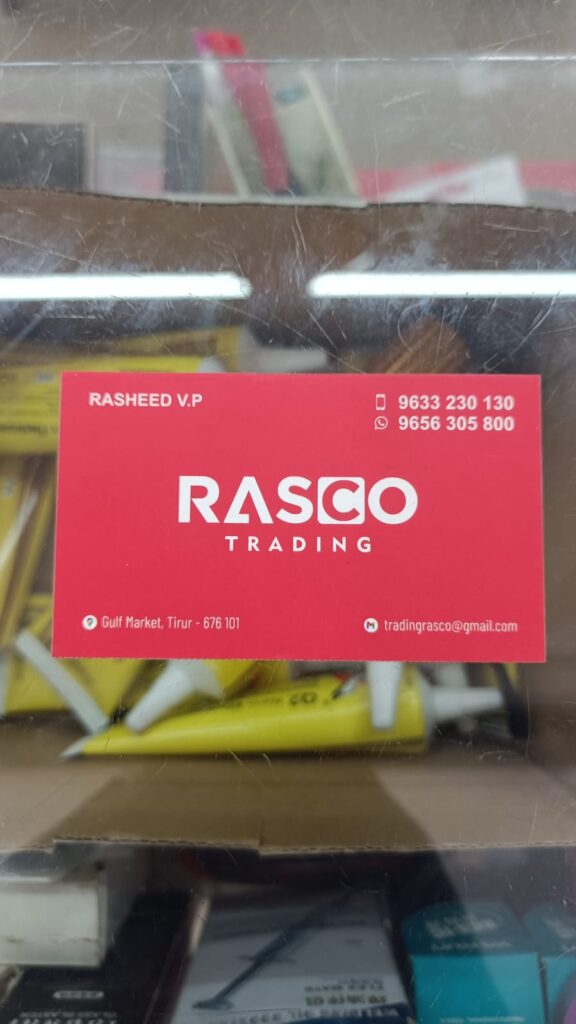 RASHEED V.P
9633 230 130
9656 305 800
RASCO
TRADING
Gulf Market, Tirur - 676 101
tradingrasco@gmail.com